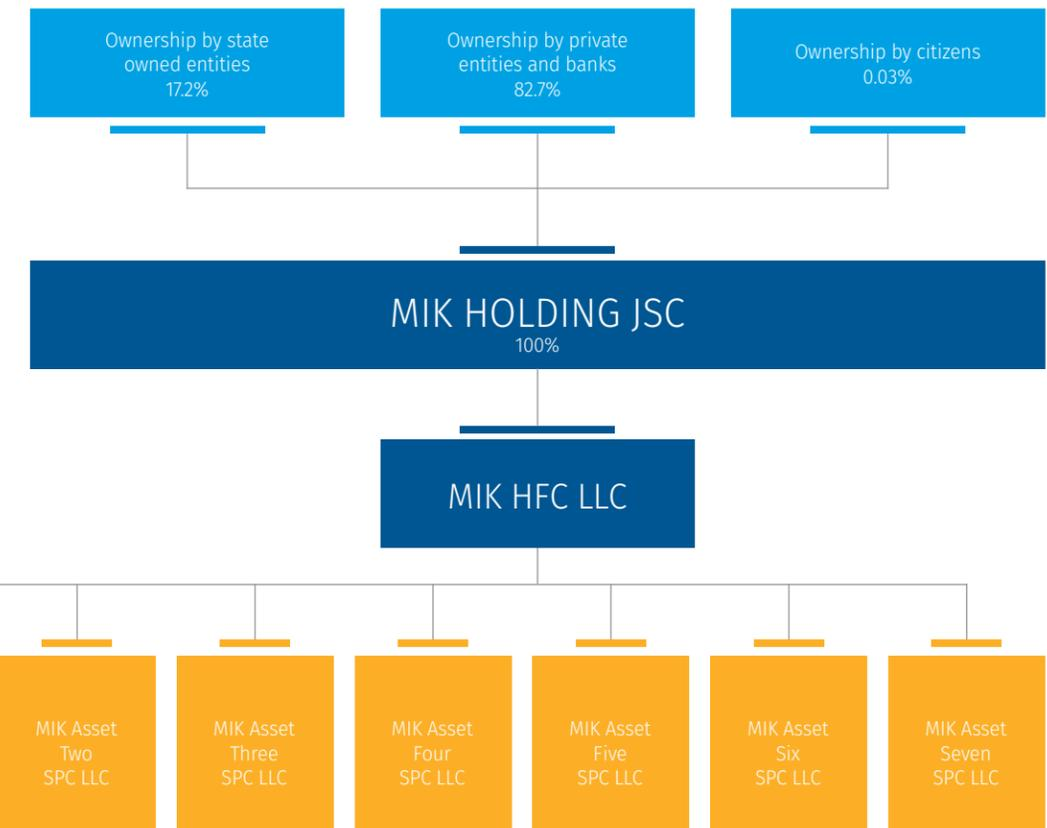 Ownership by state
owned entities
17.2%
Ownership by private
entities and banks
82.7%
Ownership by citizens
0.03%
MIK HOLDING JSC
100%
MIK HFC LLC
MIK Asset
Two
SPC LLC
MIK Asset
Three
SPC LLC
MIK Asset
Four
SPC LLC
MIK Asset
Five
SPC LLC
MIK Asset
Six
SPC LLC
MIK Asset
Seven
SPC LLC